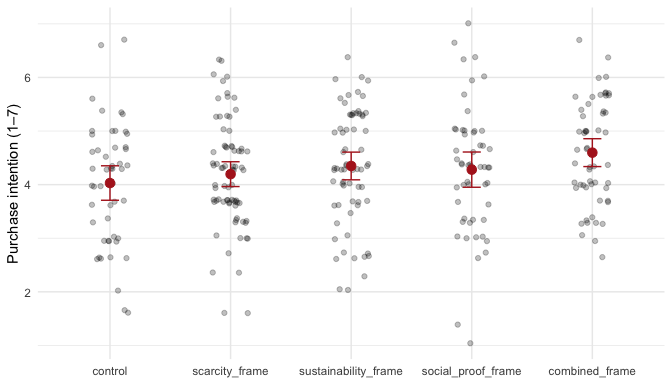 Purchase intention (1–7)
6
4
2
control scarcity_frame sustainability_frame social_proof_frame combined_frame